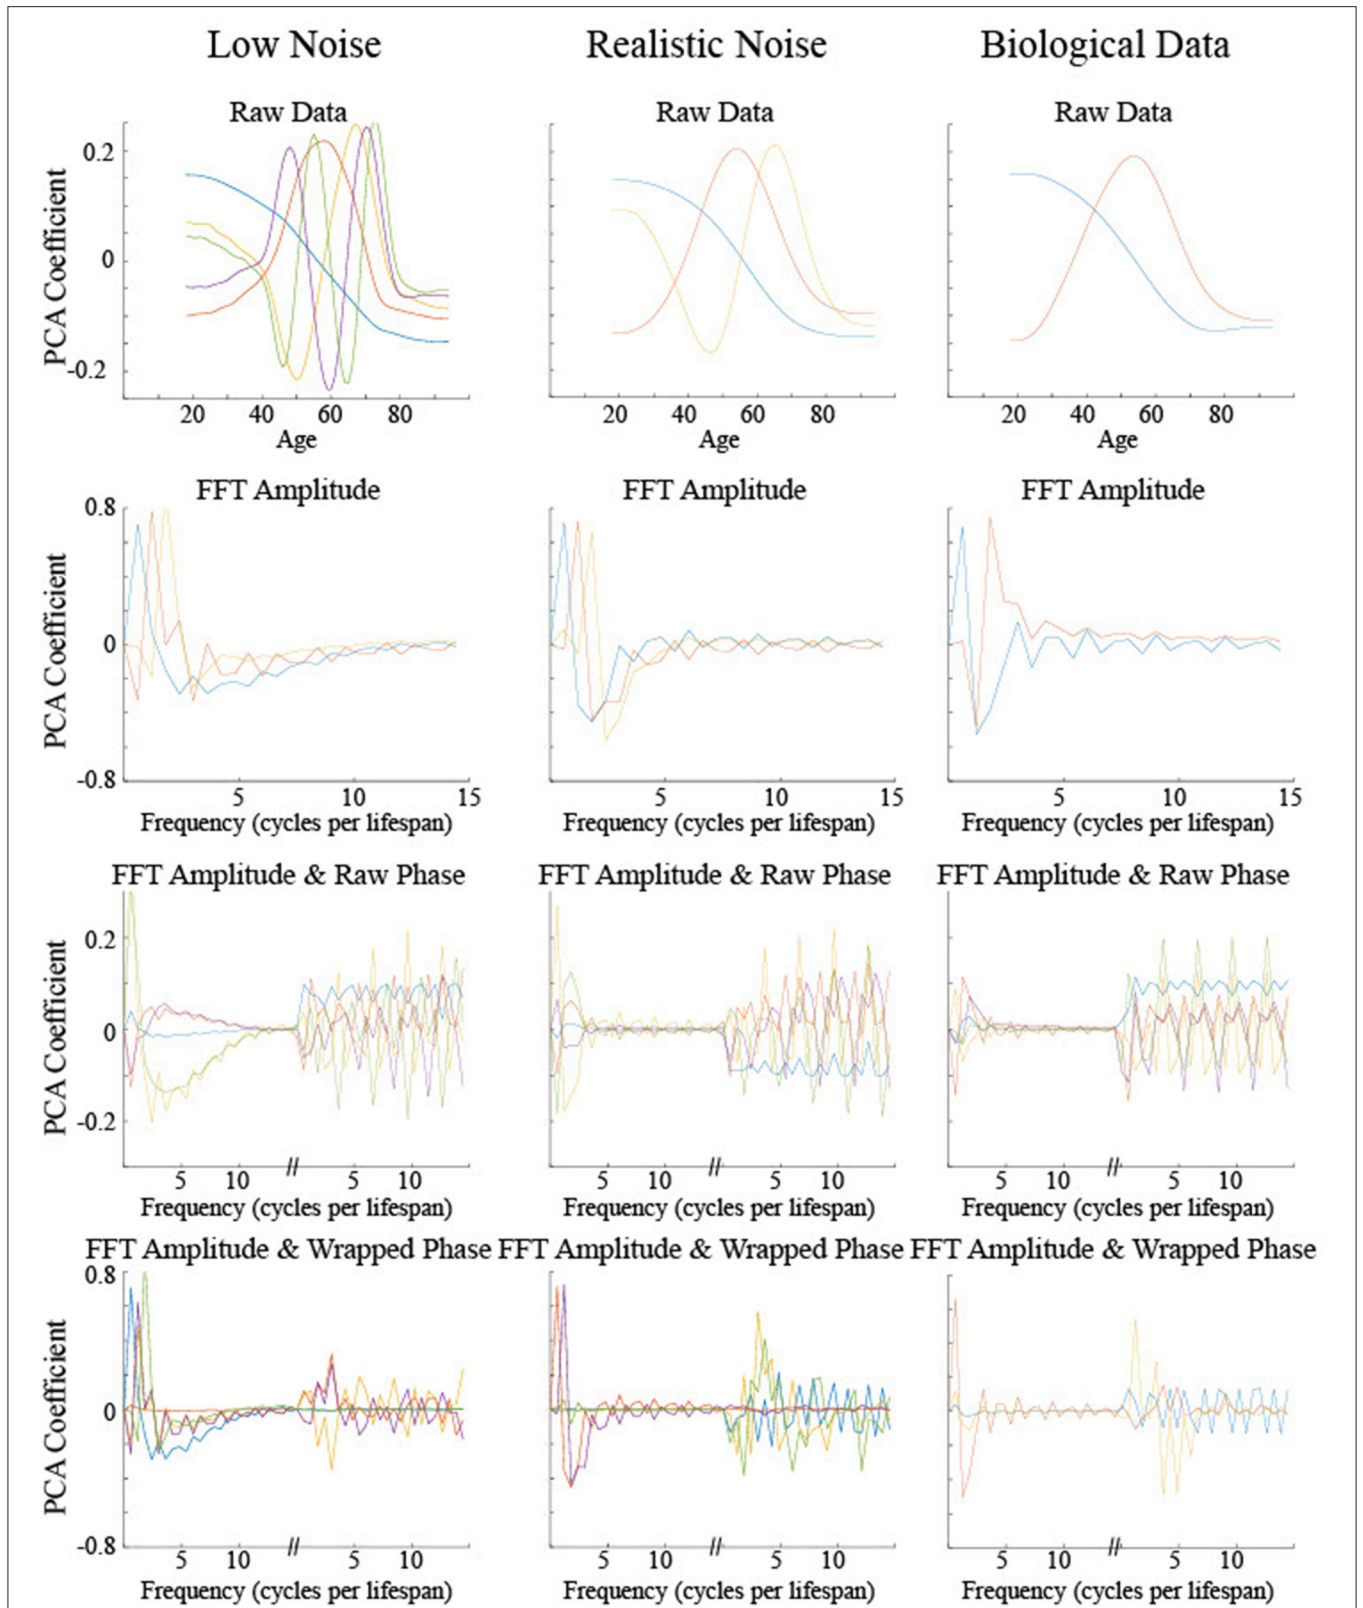 Low Noise Realistic Noise Biological Data
Raw Data Raw Data Raw Data
PCA Coefficient
0.2
0
-0.2
20 40 60 80 20 40 60 80 20 40 60 80
Age Age Age
FFT Amplitude FFT Amplitude FFT Amplitude
PCA Coefficient
0.8
0
-0.8
5 10 15 5 10 15 5 10 15
Frequency (cycles per lifespan) Frequency (cycles per lifespan) Frequency (cycles per lifespan)
FFT Amplitude & Raw Phase FFT Amplitude & Raw Phase FFT Amplitude & Raw Phase
PCA Coefficient
0.2
0
-0.2
5 10 // 5 10 5 10 // 5 10 5 10 // 5 10
Frequency (cycles per lifespan) Frequency (cycles per lifespan) Frequency (cycles per lifespan)
FFT Amplitude & Wrapped Phase FFT Amplitude & Wrapped Phase FFT Amplitude & Wrapped Phase
PCA Coefficient
0.8
0
-0.8
5 10 // 5 10 5 10 // 5 10 5 10 // 5 10
Frequency (cycles per lifespan) Frequency (cycles per lifespan) Frequency (cycles per lifespan)